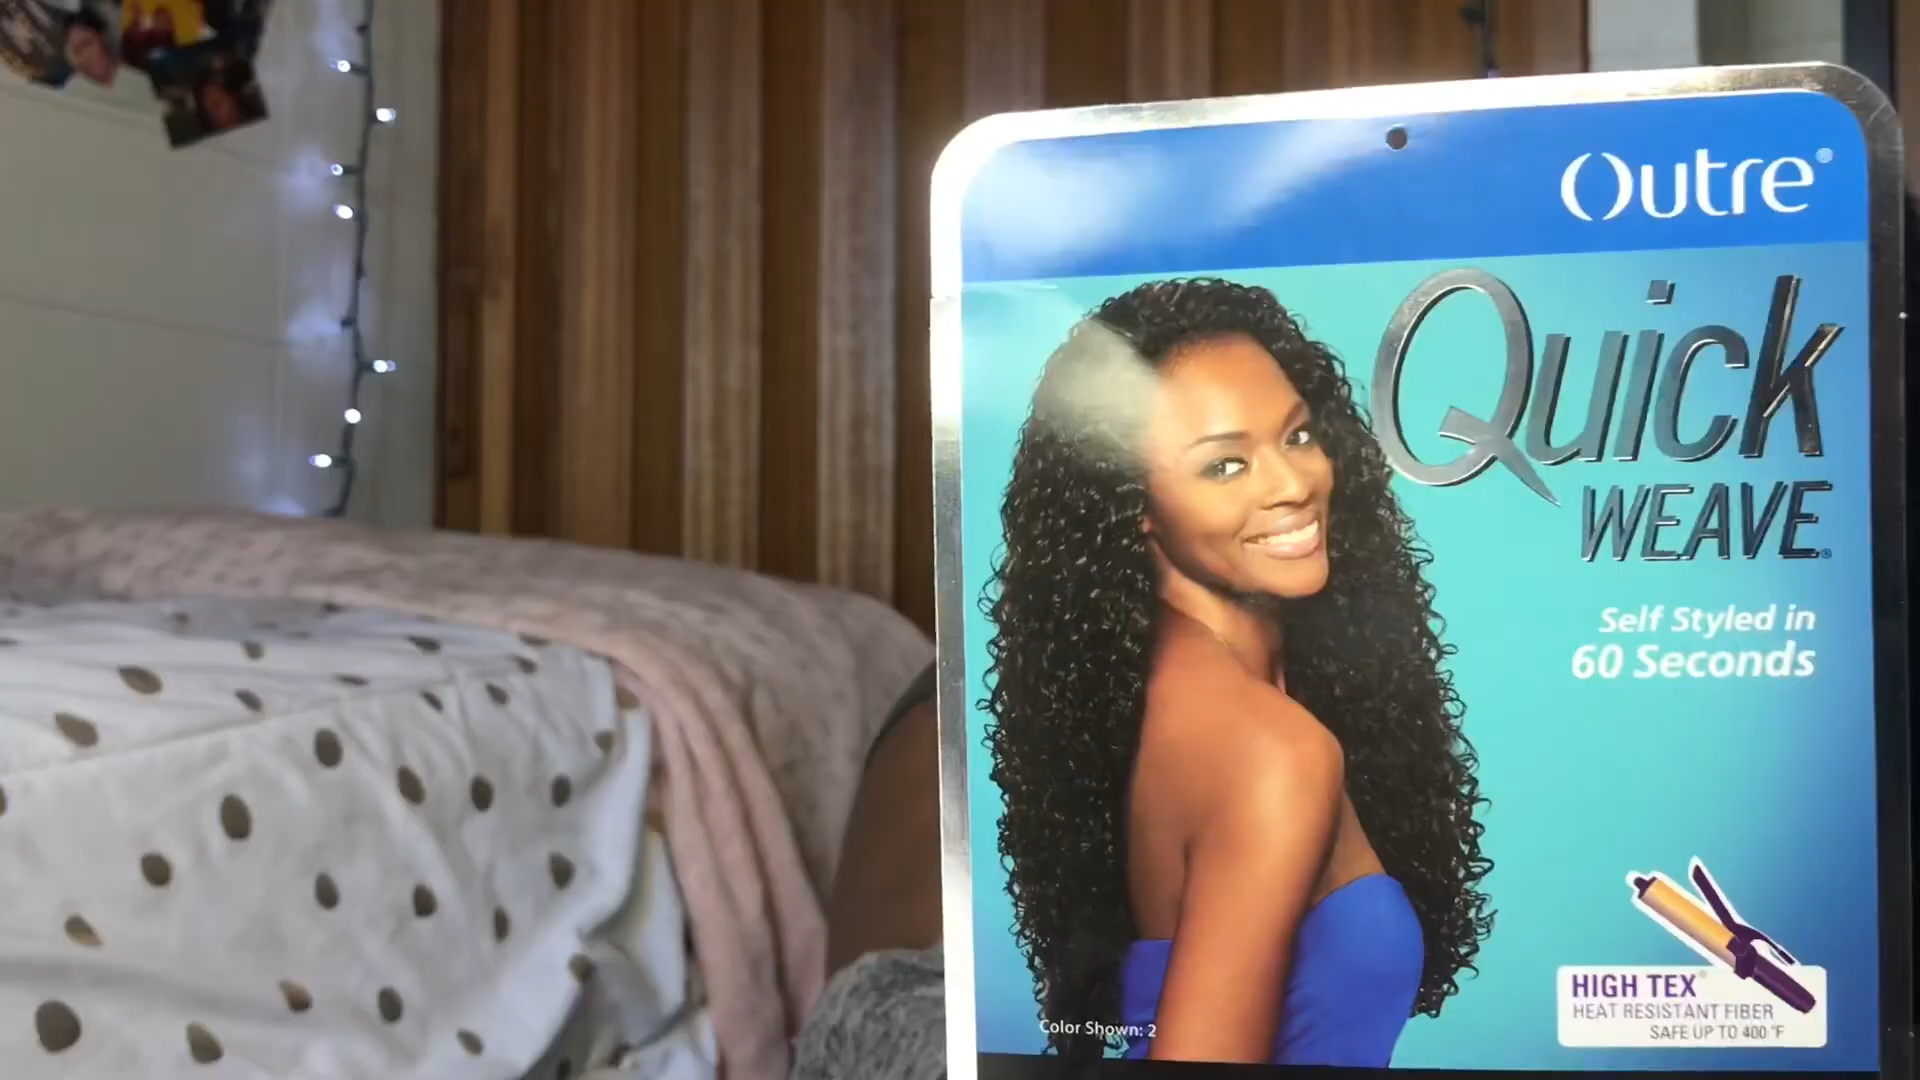 Outre®
Quick
WEAVE®
Self Styled in
60 Seconds
HIGH TEX®
HEAT RESISTANT FIBER
SAFE UP TO 400 °F
Color Shown: 2